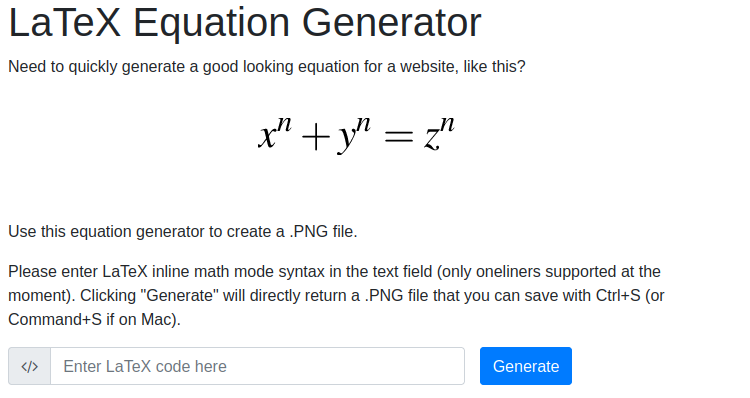 LaTeX Equation Generator
Need to quickly generate a good looking equation for a website, like this?
xⁿ + yⁿ = zⁿ
Use this equation generator to create a .PNG file.
Please enter LaTeX inline math mode syntax in the text field (only oneliners supported at the
moment). Clicking "Generate" will directly return a .PNG file that you can save with Ctrl+S (or
Command+S if on Mac).
</> Enter LaTeX code here Generate